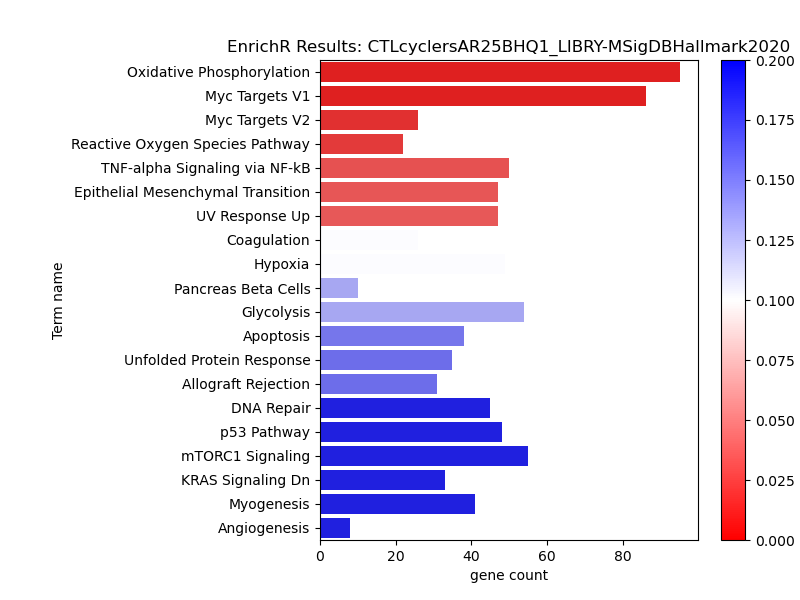 EnrichR Results: CTLcyclersAR25BHQ1_LIBRY-MSigDBHallmark2020
Oxidative Phosphorylation
Myc Targets V1
Myc Targets V2
Reactive Oxygen Species Pathway
TNF-alpha Signaling via NF-kB
Epithelial Mesenchymal Transition
UV Response Up
Coagulation
Hypoxia
Pancreas Beta Cells
Glycolysis
Apoptosis
Unfolded Protein Response
Allograft Rejection
DNA Repair
p53 Pathway
mTORC1 Signaling
KRAS Signaling Dn
Myogenesis
Angiogenesis
Term name
0 20 40 60 80
gene count
0.200
0.175
0.150
0.125
0.100
0.075
0.050
0.025
0.000